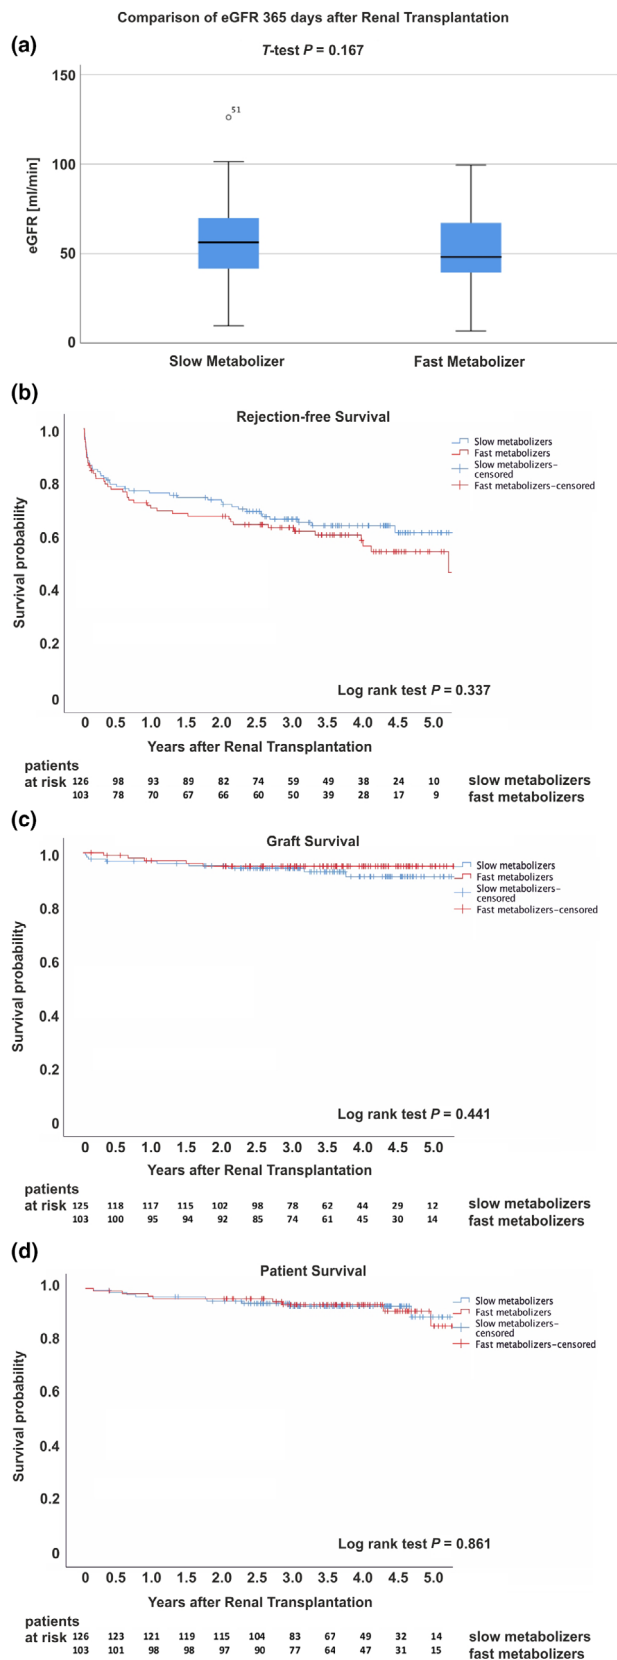 Comparison of eGFR 365 days after Renal Transplantation
(a)
T-test P = 0.167
150
100
50
0
eGFR [ml/min]
51
Slow Metabolizer
Fast Metabolizer
(b)
Rejection-free Survival
1.0
0.8
0.6
0.4
0.2
0
Survival probability
Slow metabolizers
Fast metabolizers
Slow metabolizers–
censored
Fast metabolizers–censored
Log rank test P = 0.337
0 0.5 1.0 1.5 2.0 2.5 3.0 3.5 4.0 4.5 5.0
Years after Renal Transplantation
patients
at risk 126 98 93 89 82 74 59 49 38 24 10 slow metabolizers
103 78 70 67 66 60 50 39 28 17 9 fast metabolizers
(c)
Graft Survival
1.0
0.8
0.6
0.4
0.2
0
Survival probability
Slow metabolizers
Fast metabolizers
Slow metabolizers–
censored
Fast metabolizers–censored
Log rank test P = 0.441
0 0.5 1.0 1.5 2.0 2.5 3.0 3.5 4.0 4.5 5.0
Years after Renal Transplantation
patients
at risk 125 118 117 115 102 98 78 62 44 29 12 slow metabolizers
103 100 95 94 92 85 74 61 45 30 14 fast metabolizers
(d)
Patient Survival
1.0
0.8
0.6
0.4
0.2
0
Survival probability
Slow metabolizers
Fast metabolizers
Slow metabolizers–
censored
Fast metabolizers–censored
Log rank test P = 0.861
0 0.5 1.0 1.5 2.0 2.5 3.0 3.5 4.0 4.5 5.0
Years after Renal Transplantation
patients
at risk 126 123 121 119 115 104 83 67 49 32 14 slow metabolizers
103 101 98 98 97 90 77 64 47 31 15 fast metabolizers